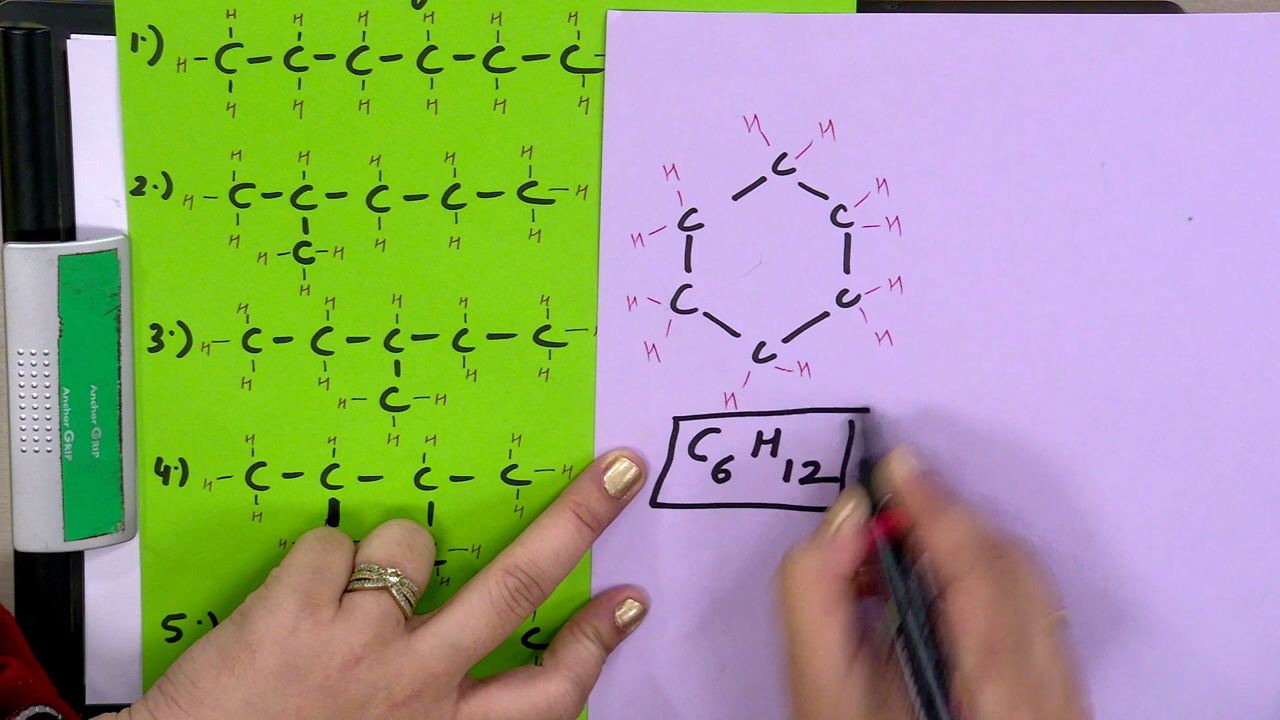 H H H H H H
1.) H - C - C - C - C - C - C -
H H H H H H
H H H H H
2.) H - C - C - C - C - C - H
H H H H
H - C - H
H
H H H H H
3.) H - C - C - C - C - C -
H H H H
H - C - H
H
H H H H
4.) H - C - C - C - C - H
H H
H - - H
H
5.)
C
H H
C
H H
C C H
H
H C C H
H H
C H
H
C6H12
Anchor GRIP
Anchor GRIP